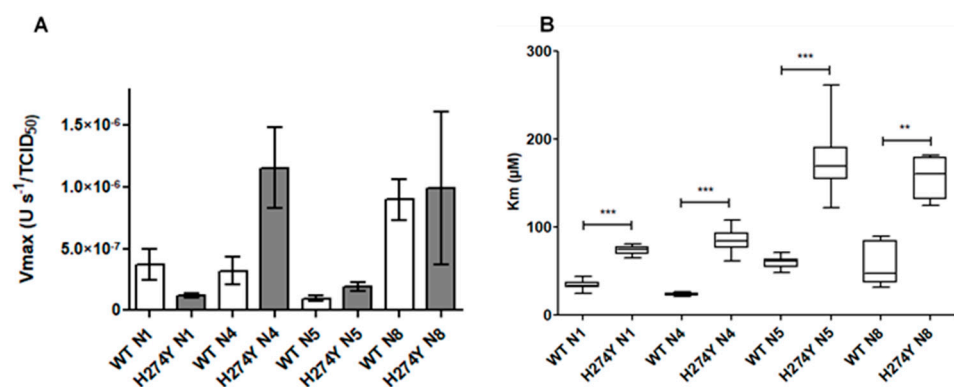 A
Vmax (U s⁻¹/TCID₅₀)
1.5×10⁻⁶
1.0×10⁻⁶
5.0×10⁻⁷
0
WT N1
H274Y N1
WT N4
H274Y N4
WT N5
H274Y N5
WT N8
H274Y N8
B
Km (µM)
300
200
100
0
***
***
***
**
WT N1
H274Y N1
WT N4
H274Y N4
WT N5
H274Y N5
WT N8
H274Y N8